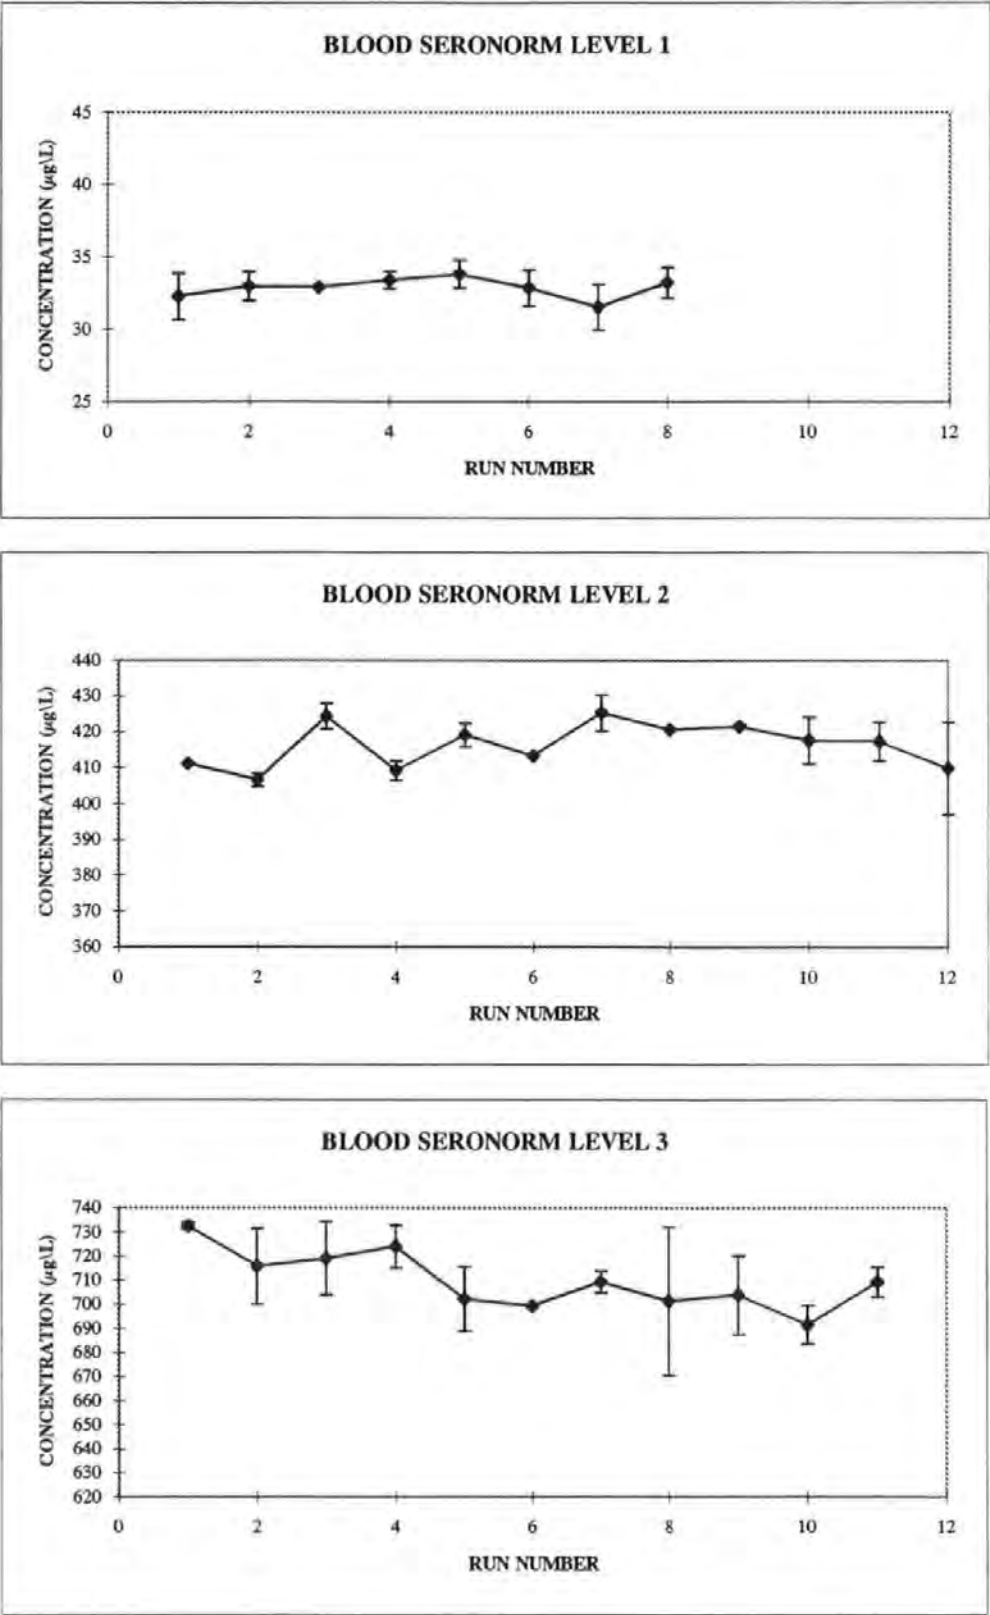 BLOOD SERONORM LEVEL 1
CONCENTRATION (µg\L)
45
40
35
30
25
0 2 4 6 8 10 12
RUN NUMBER
BLOOD SERONORM LEVEL 2
CONCENTRATION (µg\L)
440
430
420
410
400
390
380
370
360
0 2 4 6 8 10 12
RUN NUMBER
BLOOD SERONORM LEVEL 3
CONCENTRATION (µg\L)
740
730
720
710
700
690
680
670
660
650
640
630
620
0 2 4 6 8 10 12
RUN NUMBER